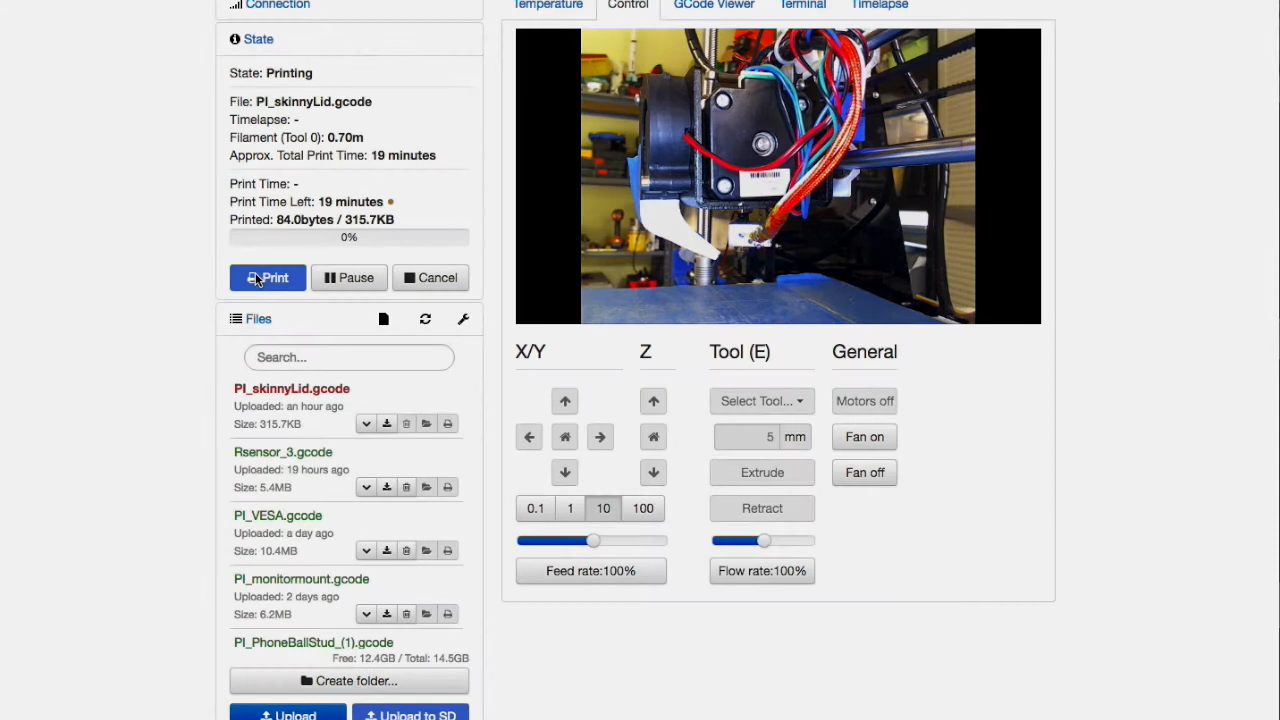 Connection
State
State: Printing
File: PI_skinnyLid.gcode
Timelapse: -
Filament (Tool 0): 0.70m
Approx. Total Print Time: 19 minutes
Print Time: -
Print Time Left: 19 minutes
Printed: 84.0bytes / 315.7KB
0%
Print
Pause
Cancel
Files
Search...
PI_skinnyLid.gcode
Uploaded: an hour ago
Size: 315.7KB
Rsensor_3.gcode
Uploaded: 19 hours ago
Size: 5.4MB
PI_VESA.gcode
Uploaded: a day ago
Size: 10.4MB
PI_monitormount.gcode
Uploaded: 2 days ago
Size: 6.2MB
PI_PhoneBallStud_(1).gcode
Free: 12.4GB / Total: 14.5GB
Create folder...
Upload
Upload to SD
Temperature
Control
GCode Viewer
Terminal
Timelapse
X/Y
Z
Tool (E)
General
Select Tool...
Motors off
5 mm
Fan on
Extrude
Fan off
0.1 1 10 100
Retract
Feed rate:100%
Flow rate:100%